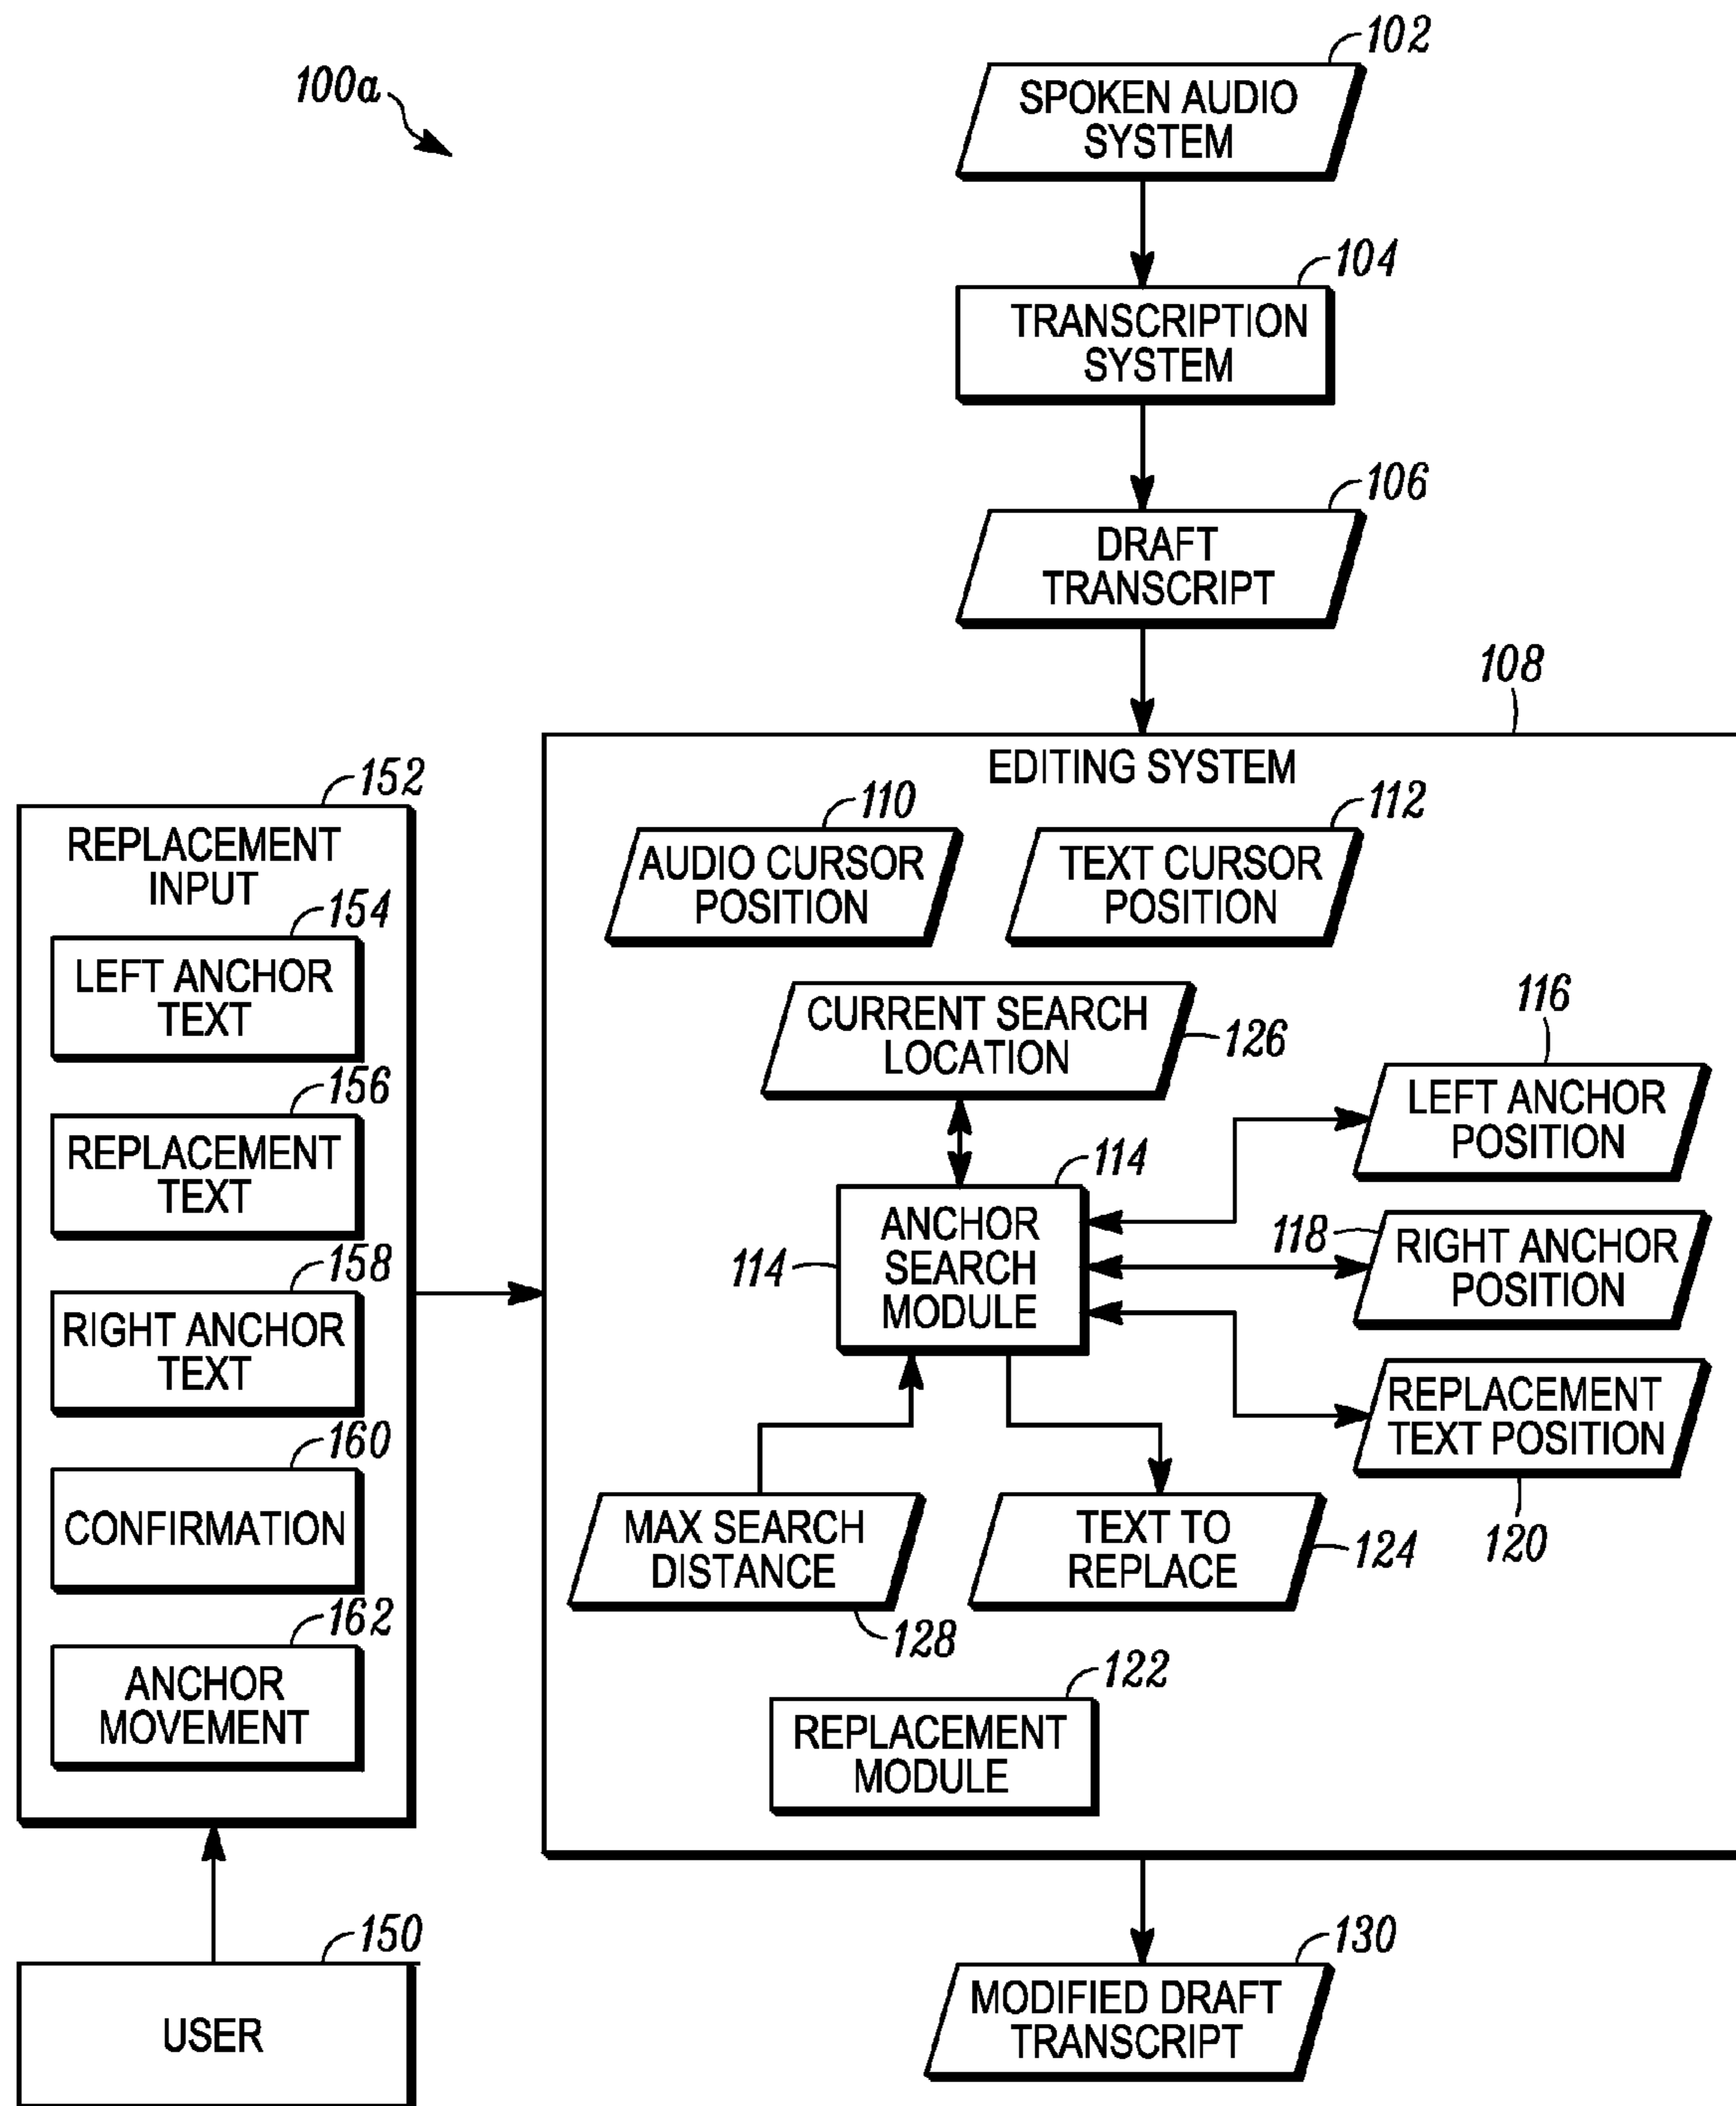 100a
102
SPOKEN AUDIO
SYSTEM
104
TRANSCRIPTION
SYSTEM
106
DRAFT
TRANSCRIPT
108
EDITING SYSTEM
110
AUDIO CURSOR
POSITION
112
TEXT CURSOR
POSITION
CURRENT SEARCH
LOCATION
126
114
114
ANCHOR
SEARCH
MODULE
116
LEFT ANCHOR
POSITION
118
RIGHT ANCHOR
POSITION
REPLACEMENT
TEXT POSITION
120
MAX SEARCH
DISTANCE
128
TEXT TO
REPLACE
124
122
REPLACEMENT
MODULE
152
REPLACEMENT
INPUT
154
LEFT ANCHOR
TEXT
156
REPLACEMENT
TEXT
158
RIGHT ANCHOR
TEXT
160
CONFIRMATION
162
ANCHOR
MOVEMENT
150
USER
130
MODIFIED DRAFT
TRANSCRIPT